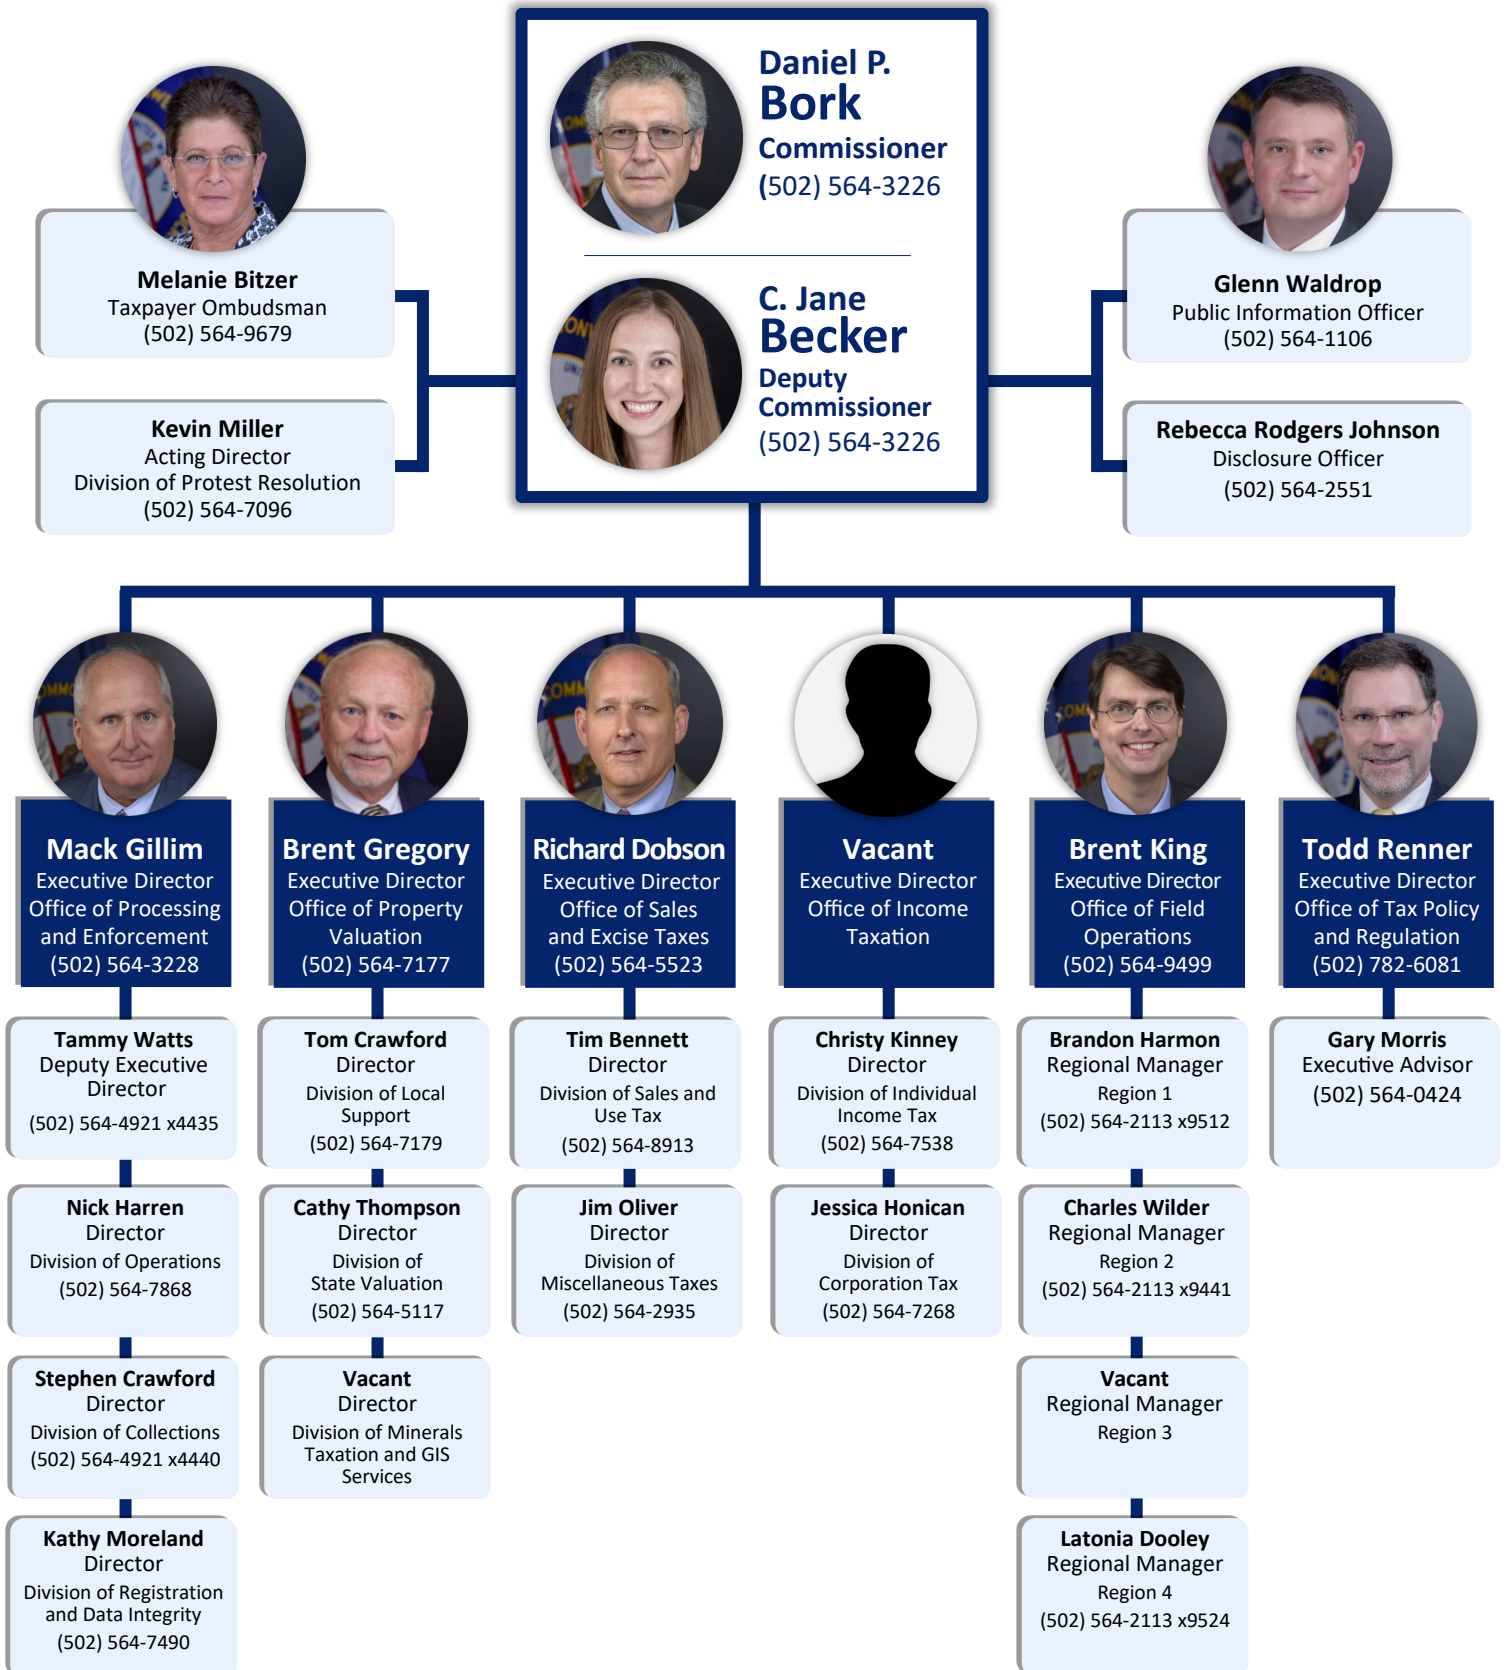 Daniel P.
Bork
Commissioner
(502) 564-3226
C. Jane
Becker
Deputy
Commissioner
(502) 564-3226
Melanie Bitzer
Taxpayer Ombudsman
(502) 564-9679
Kevin Miller
Acting Director
Division of Protest Resolution
(502) 564-7096
Glenn Waldrop
Public Information Officer
(502) 564-1106
Rebecca Rodgers Johnson
Disclosure Officer
(502) 564-2551
Mack Gillim
Executive Director
Office of Processing
and Enforcement
(502) 564-3228
Tammy Watts
Deputy Executive
Director
(502) 564-4921 x4435
Nick Harren
Director
Division of Operations
(502) 564-7868
Stephen Crawford
Director
Division of Collections
(502) 564-4921 x4440
Kathy Moreland
Director
Division of Registration
and Data Integrity
(502) 564-7490
Brent Gregory
Executive Director
Office of Property
Valuation
(502) 564-7177
Tom Crawford
Director
Division of Local
Support
(502) 564-7179
Cathy Thompson
Director
Division of
State Valuation
(502) 564-5117
Vacant
Director
Division of Minerals
Taxation and GIS
Services
Richard Dobson
Executive Director
Office of Sales
and Excise Taxes
(502) 564-5523
Tim Bennett
Director
Division of Sales and
Use Tax
(502) 564-8913
Jim Oliver
Director
Division of
Miscellaneous Taxes
(502) 564-2935
Vacant
Executive Director
Office of Income
Taxation
Christy Kinney
Director
Division of Individual
Income Tax
(502) 564-7538
Jessica Honican
Director
Division of
Corporation Tax
(502) 564-7268
Brent King
Executive Director
Office of Field
Operations
(502) 564-9499
Brandon Harmon
Regional Manager
Region 1
(502) 564-2113 x9512
Charles Wilder
Regional Manager
Region 2
(502) 564-2113 x9441
Vacant
Regional Manager
Region 3
Latonia Dooley
Regional Manager
Region 4
(502) 564-2113 x9524
Todd Renner
Executive Director
Office of Tax Policy
and Regulation
(502) 782-6081
Gary Morris
Executive Advisor
(502) 564-0424